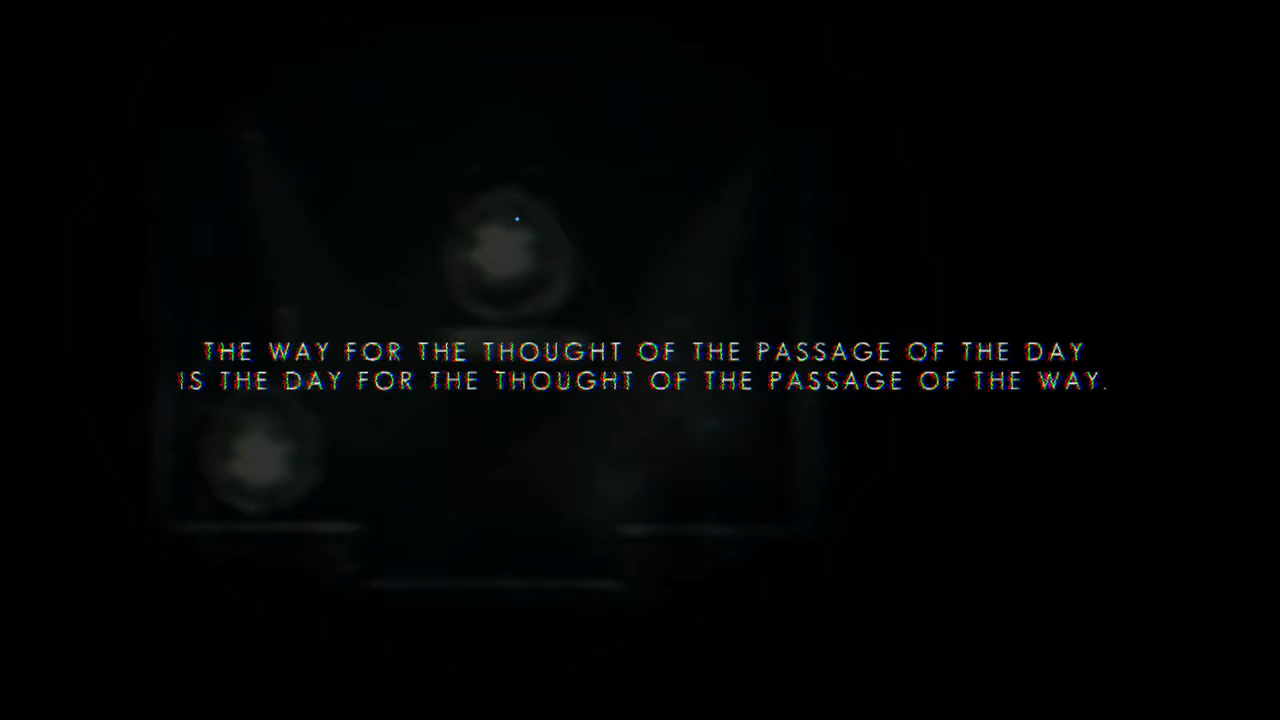 THE WAY FOR THE THOUGHT OF THE PASSAGE OF THE DAY
IS THE DAY FOR THE THOUGHT OF THE PASSAGE OF THE WAY.